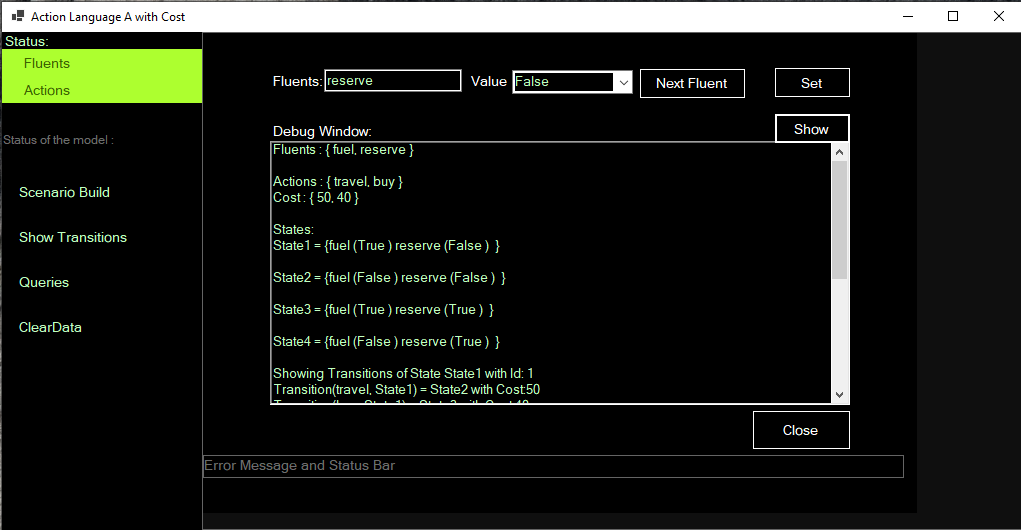 Action Language A with Cost
Status:
Fluents
Actions
Status of the model :
Scenario Build
Show Transitions
Queries
ClearData
Fluents: reserve Value False Next Fluent Set
Debug Window: Show
Fluents : { fuel, reserve }
Actions : { travel, buy }
Cost : { 50, 40 }
States:
State1 = {fuel (True ) reserve (False ) }
State2 = {fuel (False ) reserve (False ) }
State3 = {fuel (True ) reserve (True ) }
State4 = {fuel (False ) reserve (True ) }
Showing Transitions of State State1 with Id: 1
Transition(travel, State1) = State2 with Cost:50
Close
Error Message and Status Bar